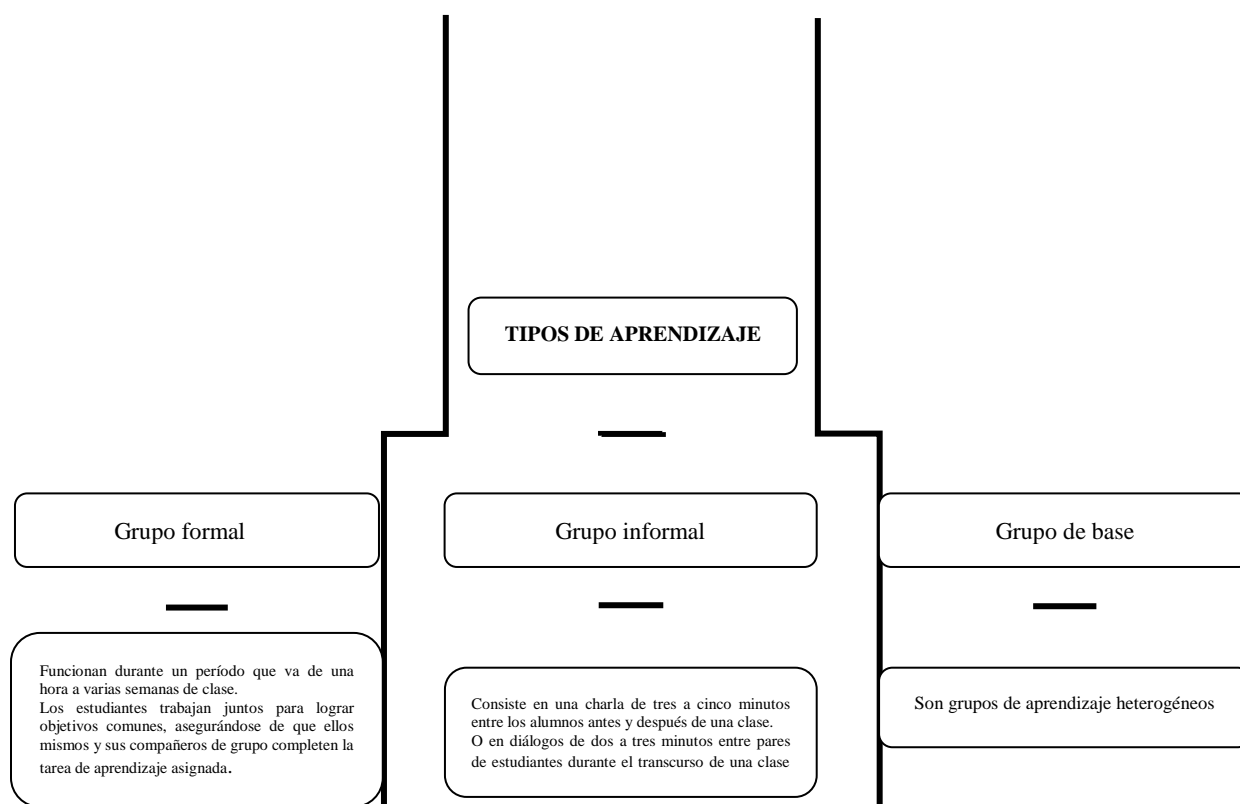 TIPOS DE APRENDIZAJE
Grupo formal
Grupo informal
Grupo de base
Funcionan durante un período que va de una
hora a varias semanas de clase.
Los estudiantes trabajan juntos para lograr
objetivos comunes, asegurándose de que ellos
mismos y sus compañeros de grupo completen la
tarea de aprendizaje asignada.
Consiste en una charla de tres a cinco minutos
entre los alumnos antes y después de una clase.
O en diálogos de dos a tres minutos entre pares
de estudiantes durante el transcurso de una clase
Son grupos de aprendizaje heterogéneos